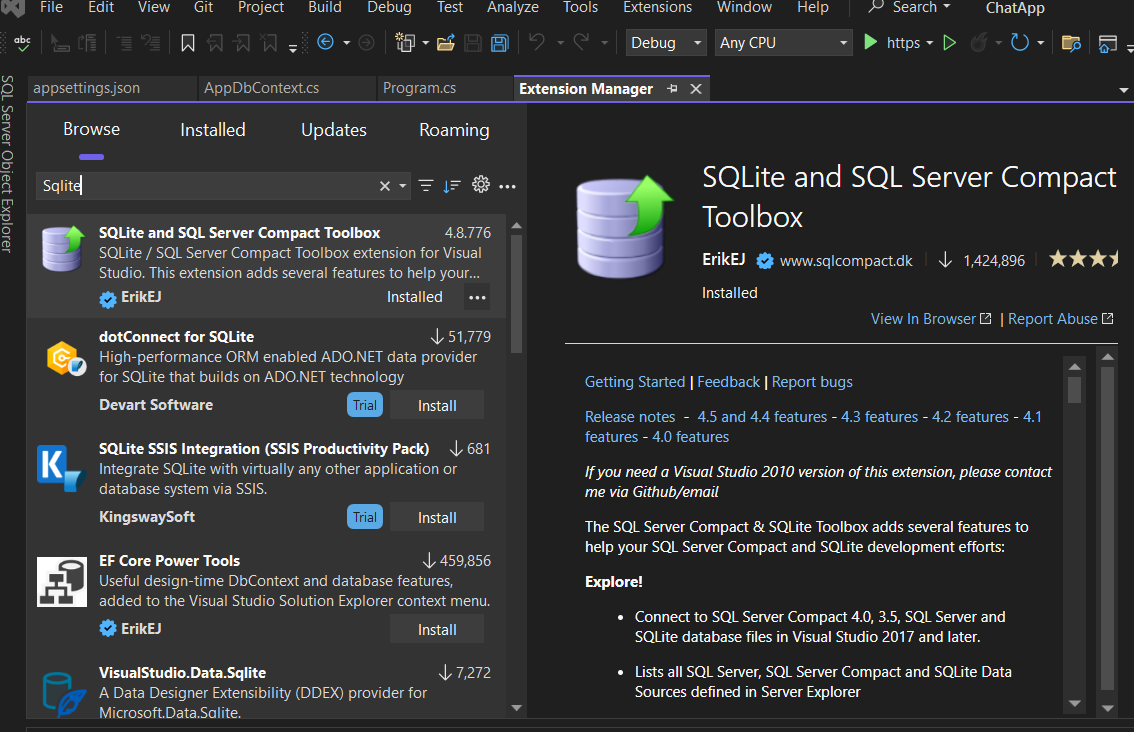 File Edit View Git Project Build Debug Test Analyze Tools Extensions Window Help Search ChatApp
abc Debug Any CPU https
SQL Server Object Explorer
appsettings.json AppDbContext.cs Program.cs Extension Manager
Browse Installed Updates Roaming
Sqlite
SQLite and SQL Server Compact Toolbox 4.8.776
SQLite / SQL Server Compact Toolbox extension for Visual
Studio. This extension adds several features to help your...
ErikEJ Installed
dotConnect for SQLite 51,779
High-performance ORM enabled ADO.NET data provider
for SQLite that builds on ADO.NET technology
Devart Software Trial Install
SQLite SSIS Integration (SSIS Productivity Pack) 681
Integrate SQLite with virtually any other application or
database system via SSIS.
KingswaySoft Trial Install
EF Core Power Tools 459,856
Useful design-time DbContext and database features,
added to the Visual Studio Solution Explorer context menu.
ErikEJ Install
VisualStudio.Data.Sqlite 7,272
A Data Designer Extensibility (DDEX) provider for
Microsoft.Data.Sqlite.
SQLite and SQL Server Compact
Toolbox
ErikEJ www.sqlcompact.dk 1,424,896
Installed
View In Browser | Report Abuse
Getting Started | Feedback | Report bugs
Release notes - 4.5 and 4.4 features - 4.3 features - 4.2 features - 4.1
features - 4.0 features
If you need a Visual Studio 2010 version of this extension, please contact
me via Github/email
The SQL Server Compact & SQLite Toolbox adds several features to
help your SQL Server Compact and SQLite development efforts:
Explore!
• Connect to SQL Server Compact 4.0, 3.5, SQL Server and
SQLite database files in Visual Studio 2017 and later.
• Lists all SQL Server, SQL Server Compact and SQLite Data
Sources defined in Server Explorer